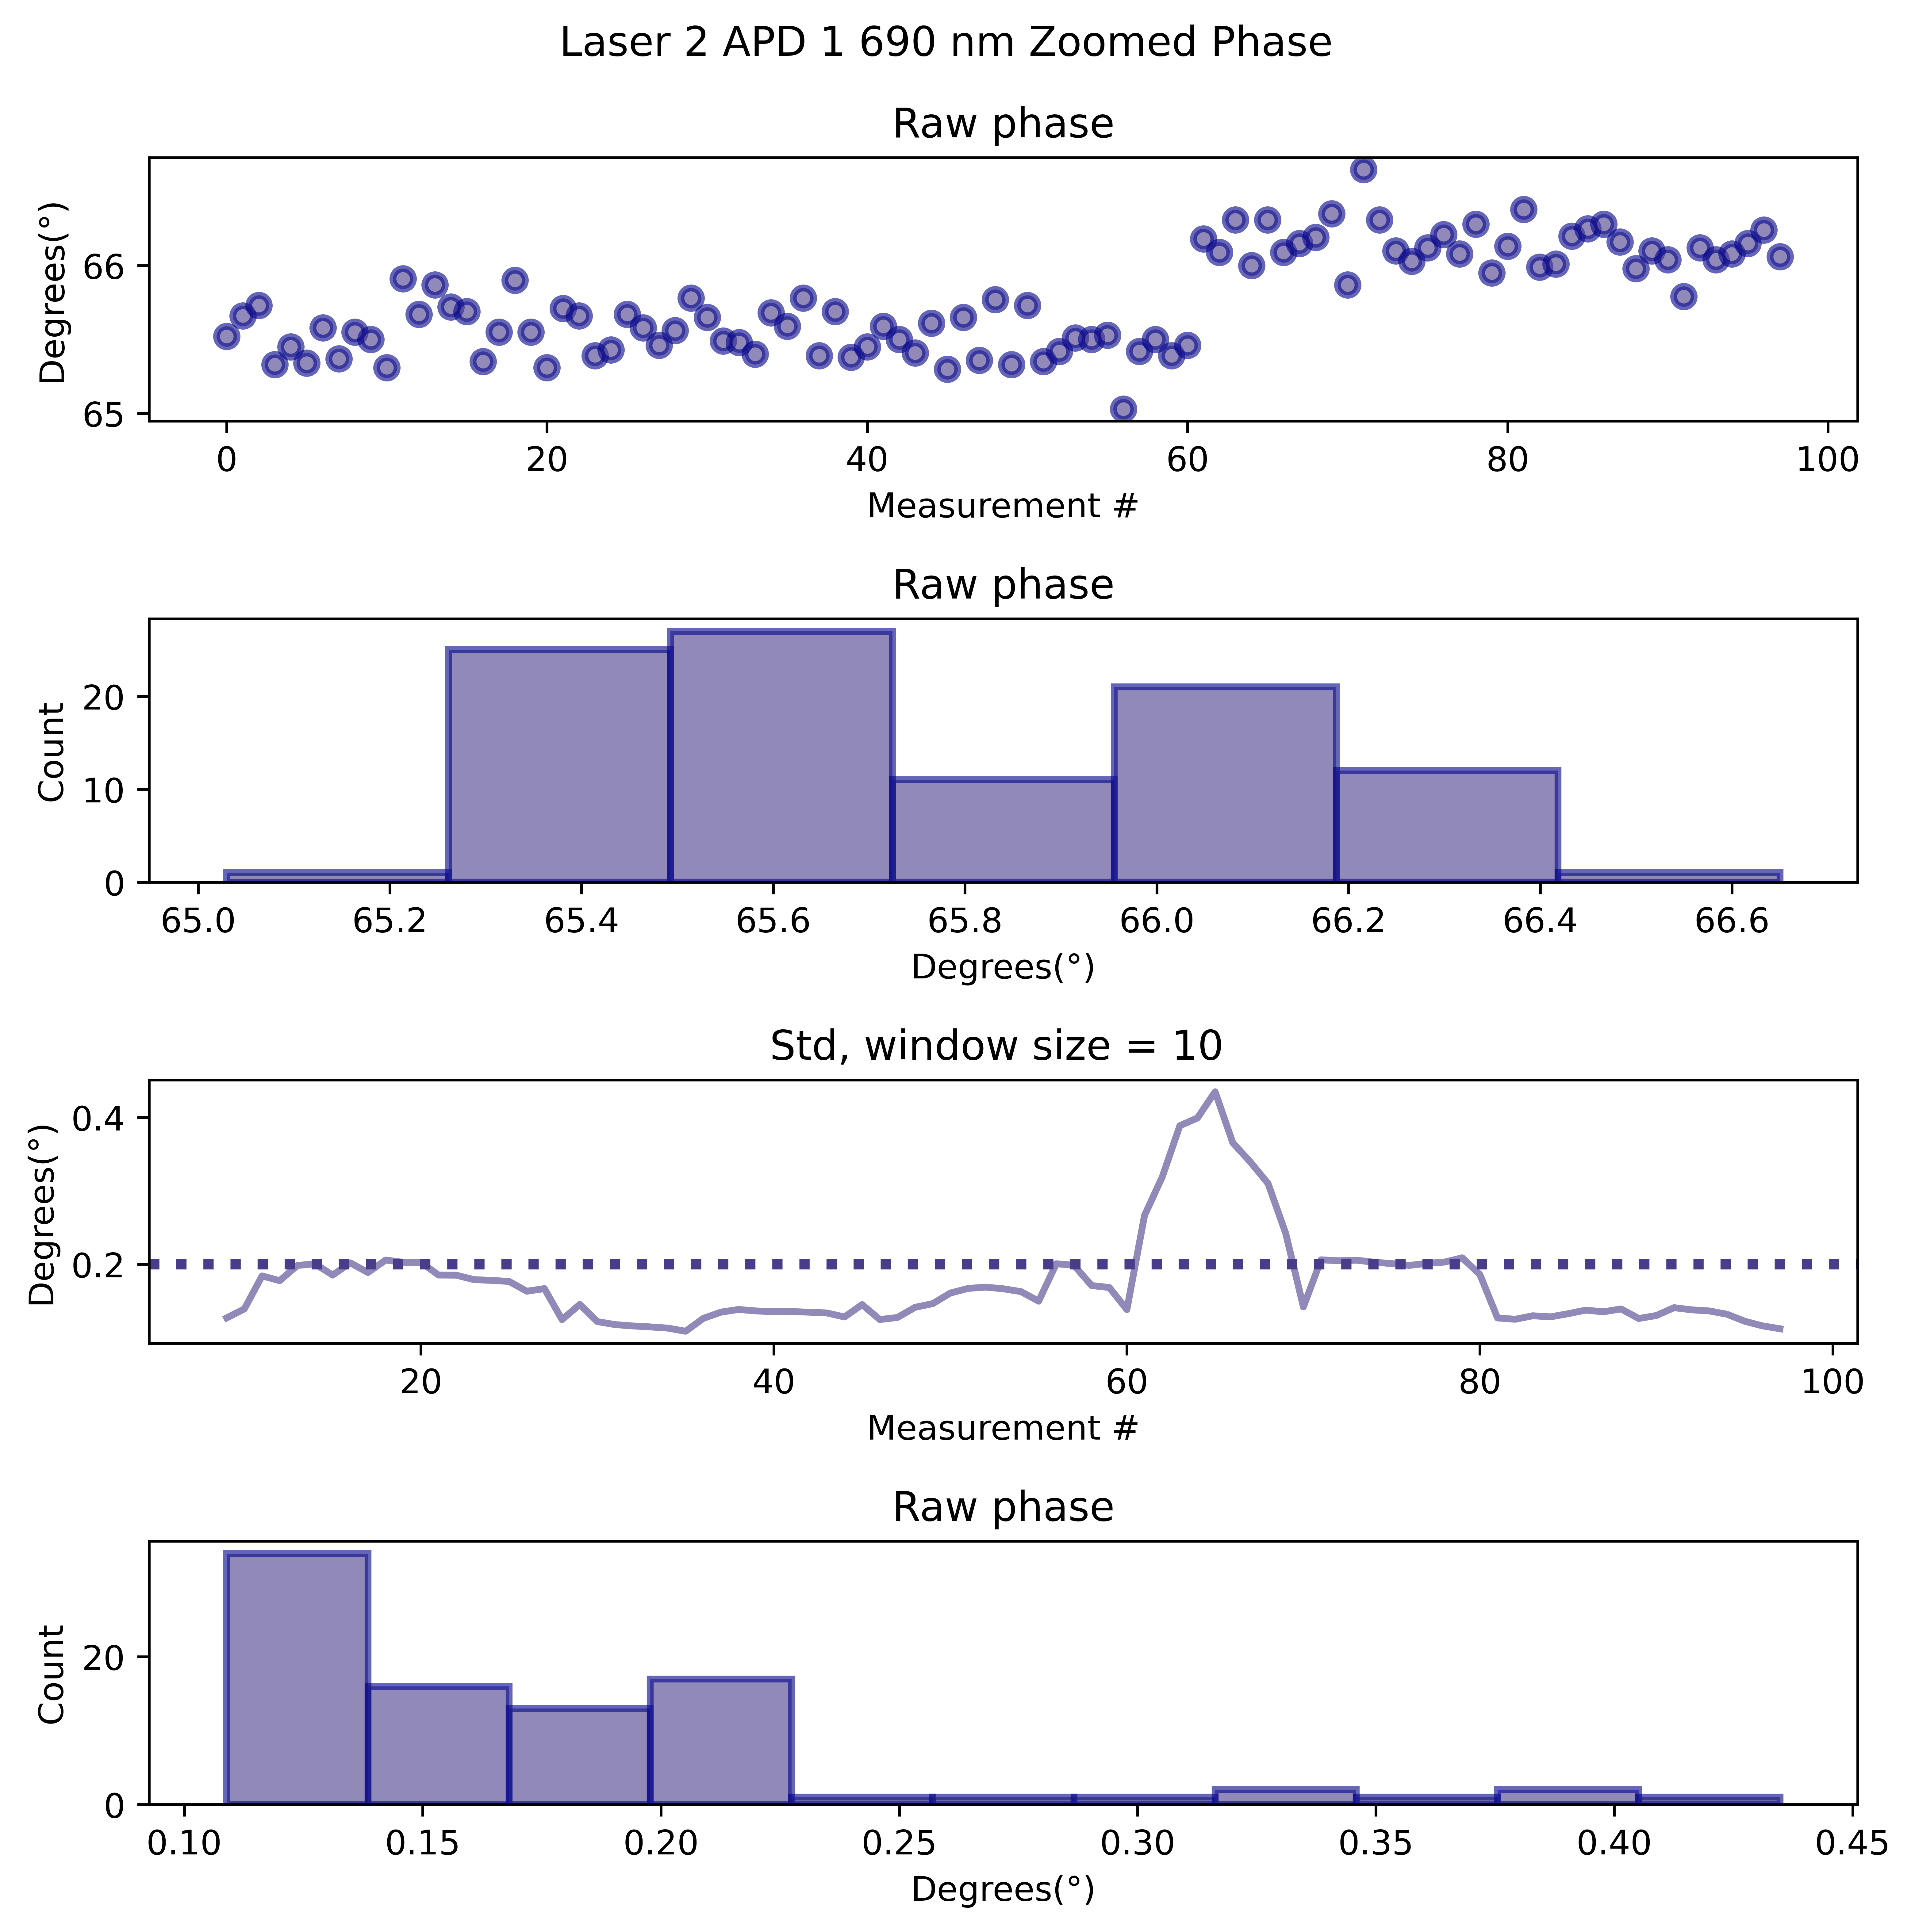 Laser 2 APD 1 690 nm Zoomed Phase
Raw phase
Degrees(°)
66
65
0 20 40 60 80 100
Measurement #
Raw phase
Count
20
10
0
65.0 65.2 65.4 65.6 65.8 66.0 66.2 66.4 66.6
Degrees(°)
Std, window size = 10
Degrees(°)
0.4
0.2
20 40 60 80 100
Measurement #
Raw phase
Count
20
0
0.10 0.15 0.20 0.25 0.30 0.35 0.40 0.45
Degrees(°)